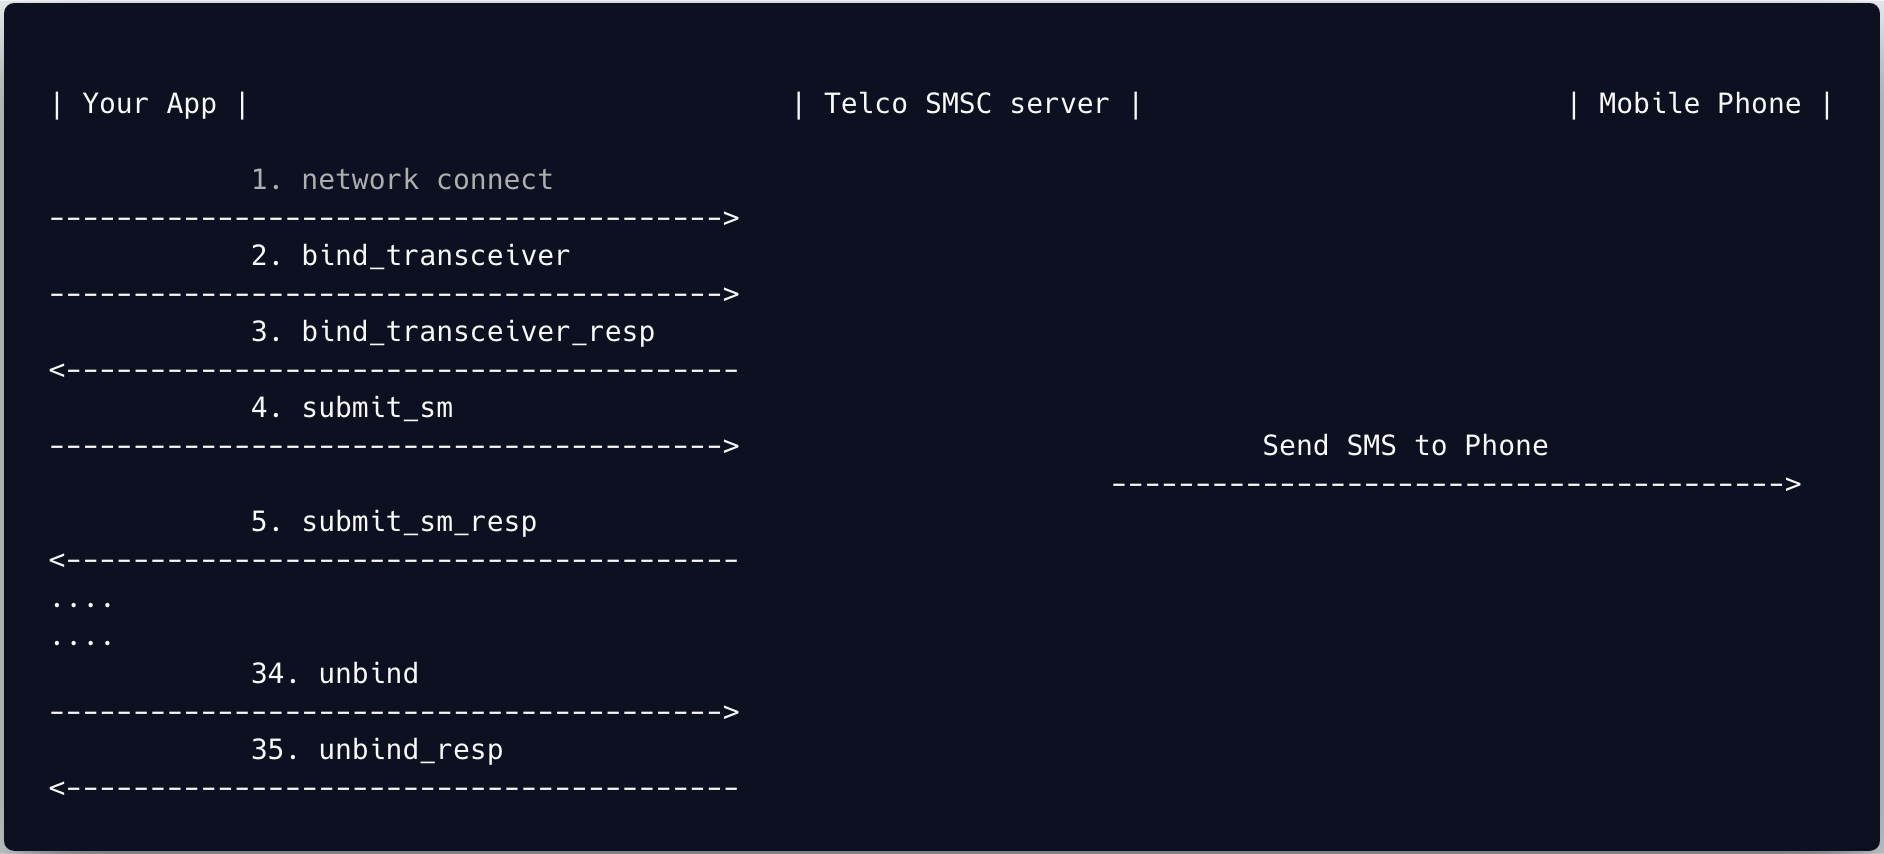 | Your App |                                 | Telco SMSC server |                          | Mobile Phone |
            1. network connect
---------------------------------------->
            2. bind_transceiver
---------------------------------------->
            3. bind_transceiver_resp
<----------------------------------------
            4. submit_sm
---------------------------------------->                               Send SMS to Phone
                                                               ---------------------------------------->
            5. submit_sm_resp
<----------------------------------------
....
....
            34. unbind
---------------------------------------->
            35. unbind_resp
<----------------------------------------